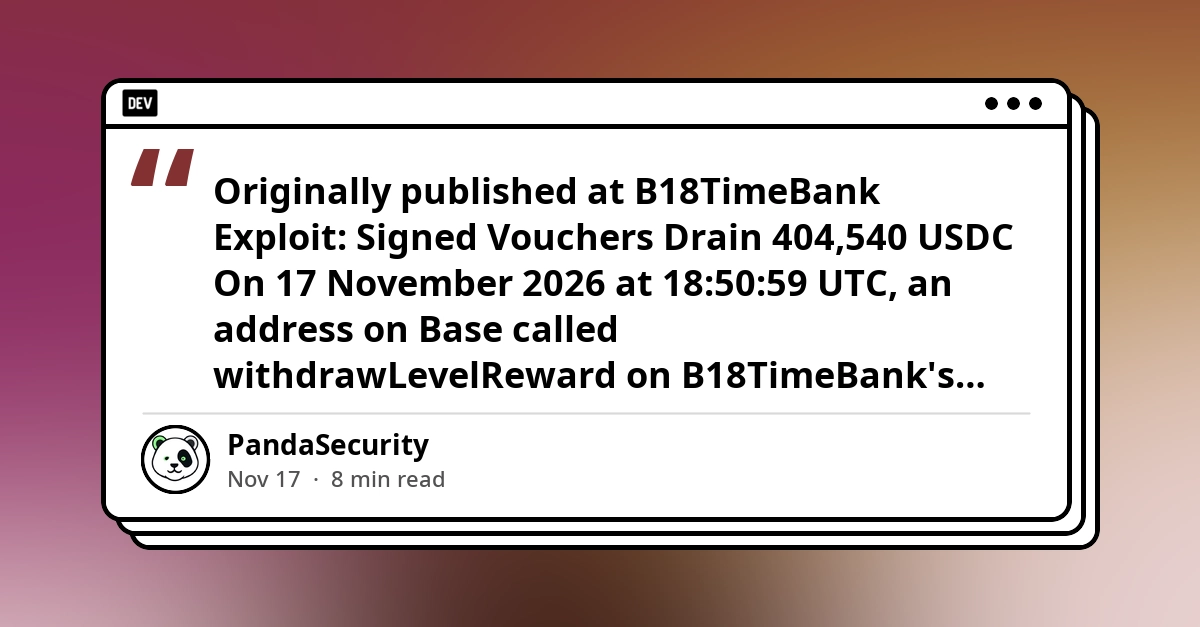 DEV
Originally published at B18TimeBank
Exploit: Signed Vouchers Drain 404,540 USDC
On 17 November 2026 at 18:50:59 UTC, an
address on Base called
withdrawLevelReward on B18TimeBank's...
PandaSecurity
Nov 17 · 8 min read